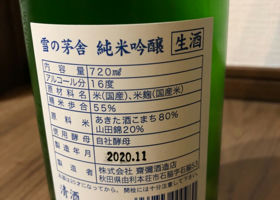 雪の茅舎 純米吟醸 生酒
内容量 720㎖
アルコール分 16度
原材料名 米(国産)、米麹(国産米)
精米歩合 55%
原料米 あきた酒こまち80%
山田錦20%
使用酵母 自社酵母
製造年月 2020.11
製造者 株式会社 齋彌酒造店
秋田県由利本荘市石脇字石脇53
清酒